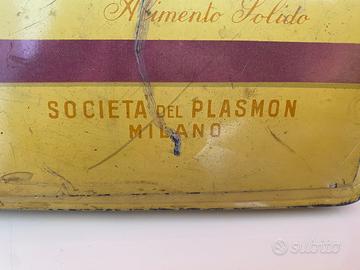 Alimento Solido
SOCIETA DEL PLASMON
MILANO
subito